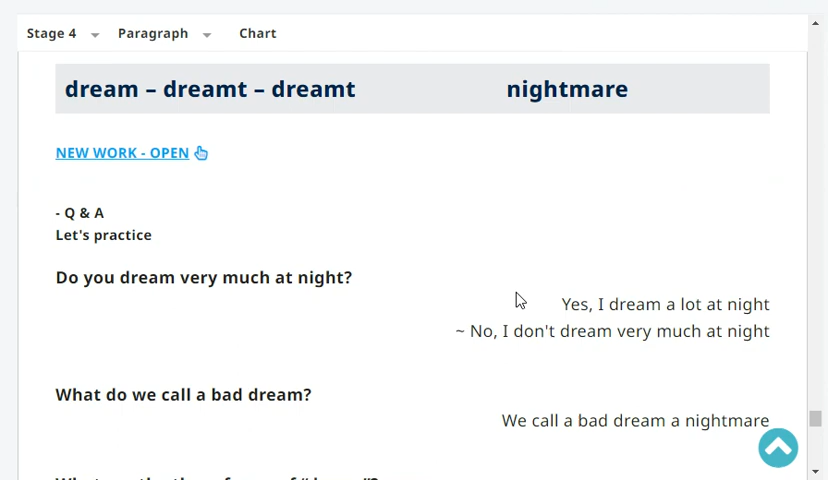 Stage 4 Paragraph Chart
dream – dreamt – dreamt nightmare
NEW WORK - OPEN
- Q & A
Let's practice
Do you dream very much at night?
Yes, I dream a lot at night
~ No, I don't dream very much at night
What do we call a bad dream?
We call a bad dream a nightmare